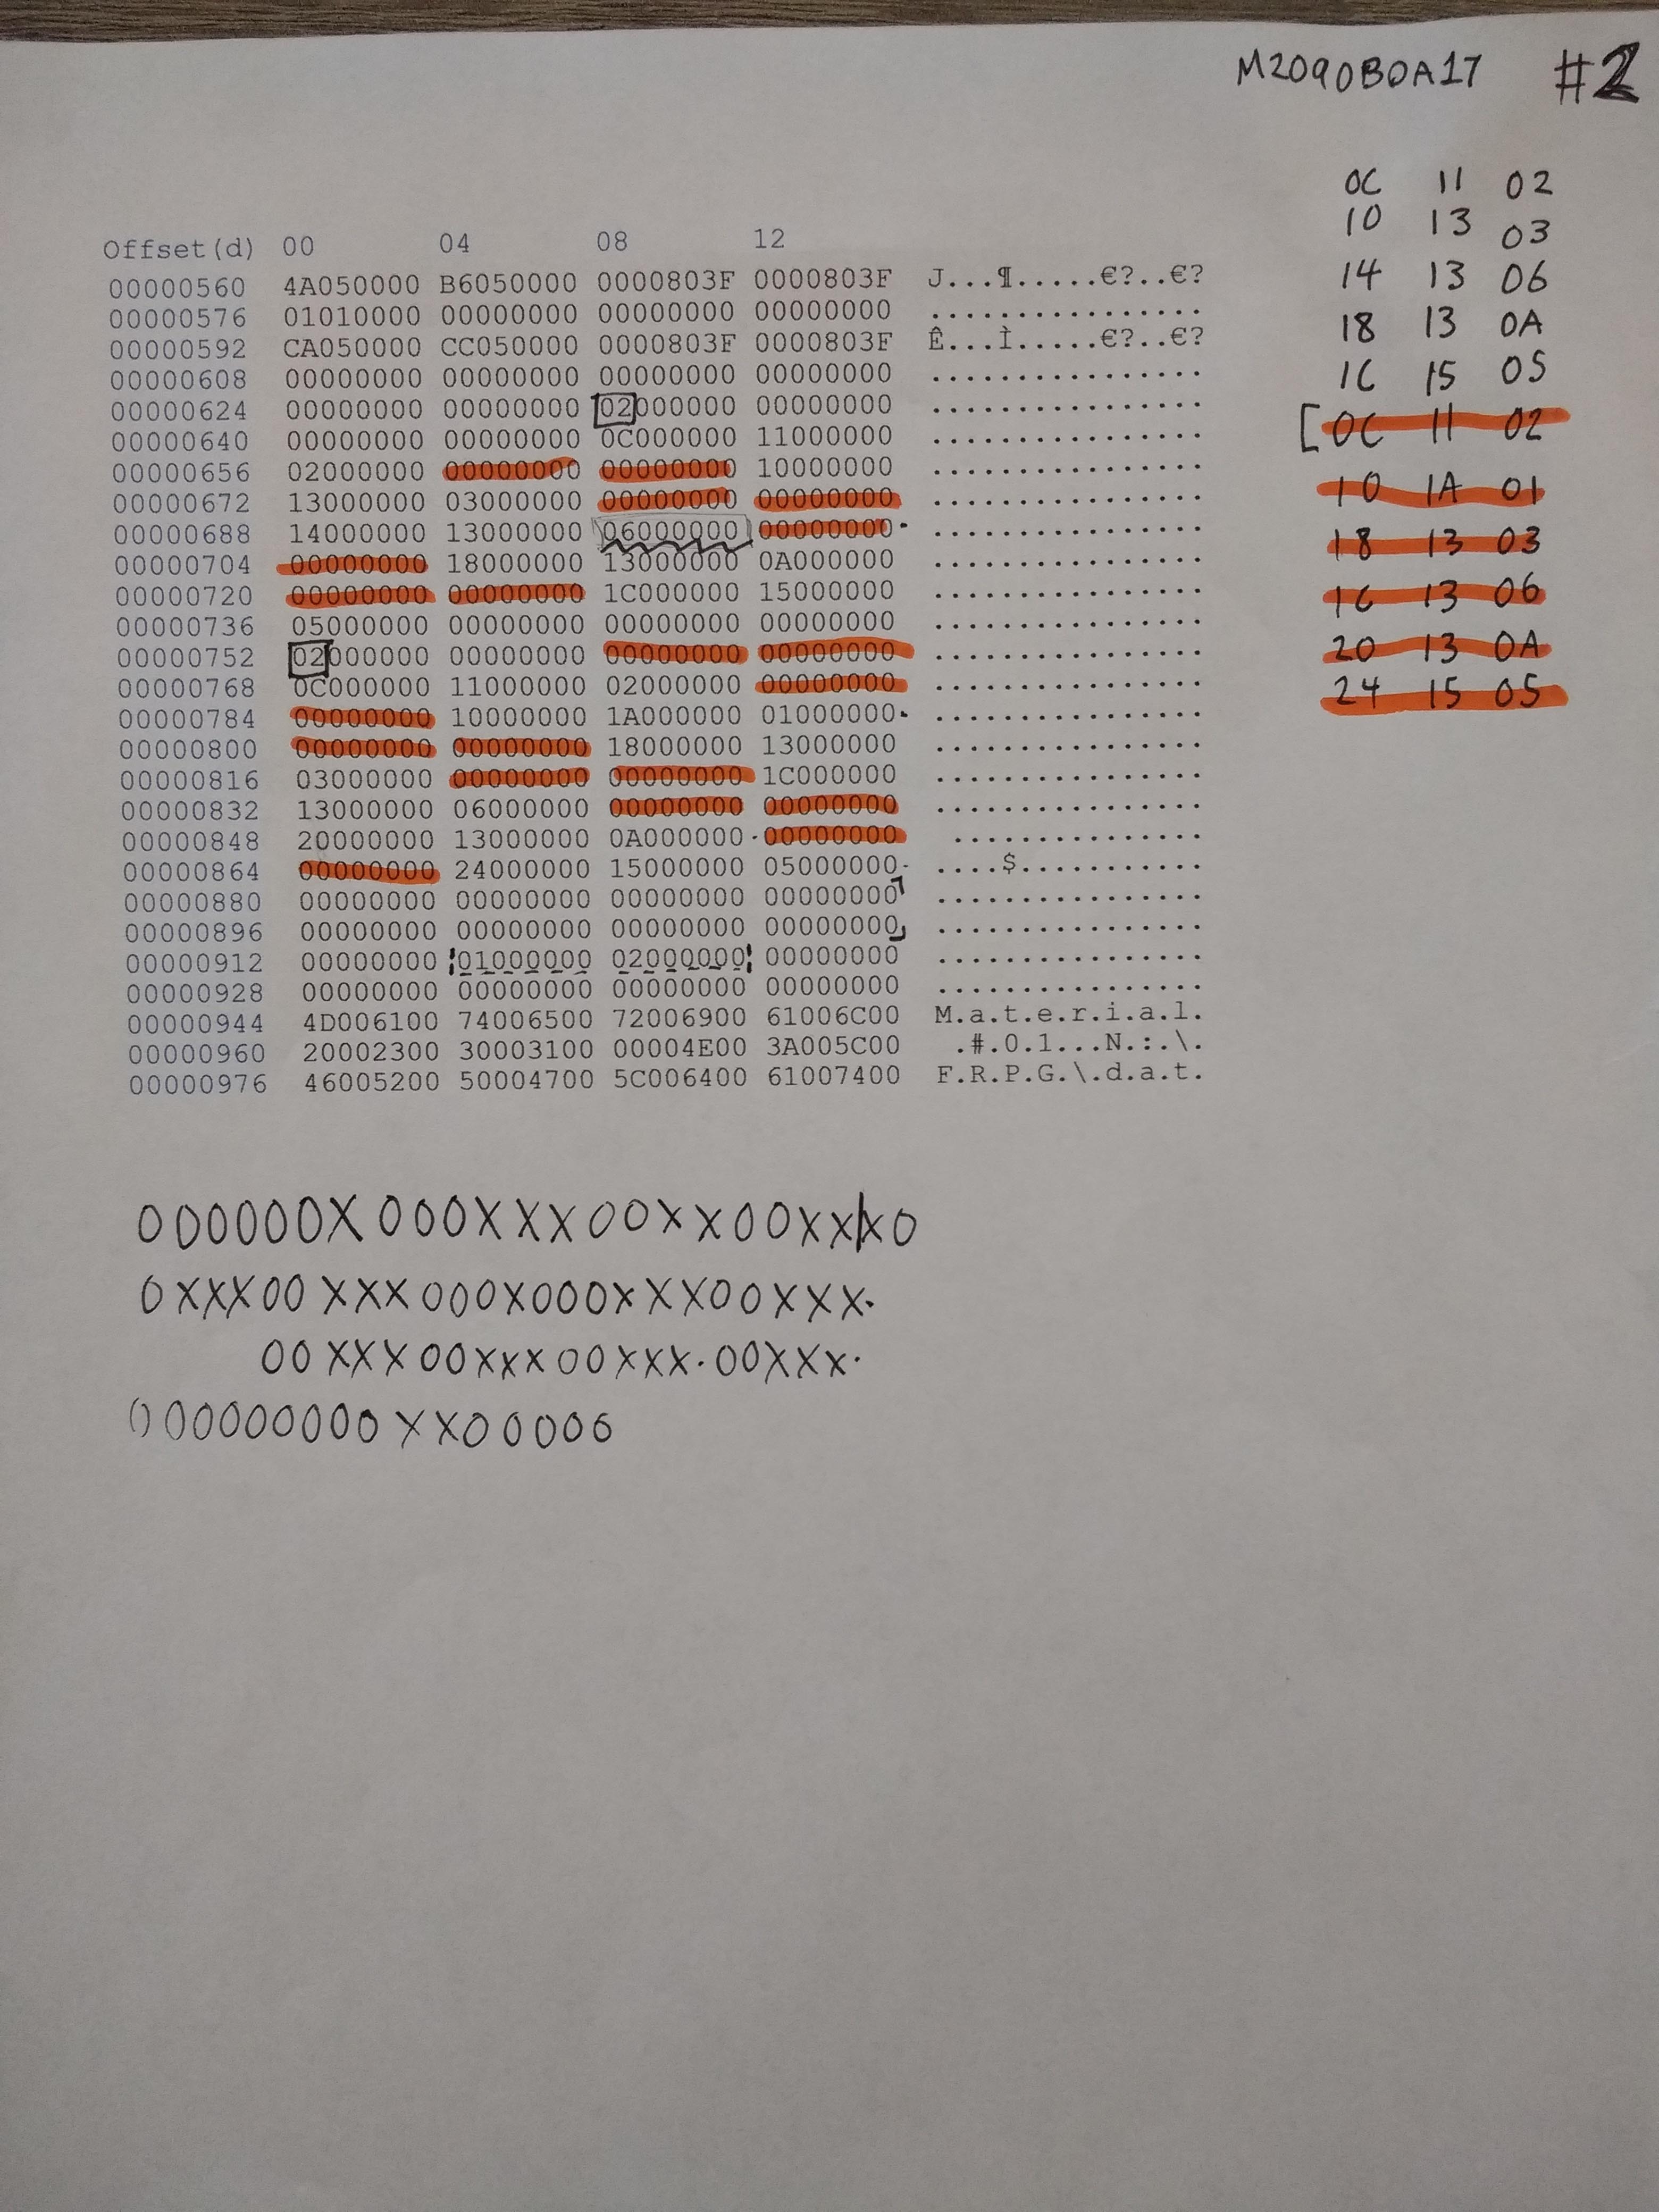 M2090B0A17 #2
0C 11 02
10 13 03
14 13 06
18 13 0A
1C 15 05
[0C 11 02
10 1A 01
18 13 03
1C 13 06
20 13 0A
24 15 05
Offset(d) 00 04 08 12
00000560 4A050000 B6050000 0000803F 0000803F J...¶.....€?..€?
00000576 01010000 00000000 00000000 00000000 ................
00000592 CA050000 CC050000 0000803F 0000803F Ê...Ì.....€?..€?
00000608 00000000 00000000 00000000 00000000 ................
00000624 00000000 00000000 02000000 00000000 ................
00000640 00000000 00000000 0C000000 11000000 ................
00000656 02000000 00000000 00000000 10000000 ................
00000672 13000000 03000000 00000000 00000000 ................
00000688 14000000 13000000 06000000 00000000 ................
00000704 00000000 18000000 13000000 0A000000 ................
00000720 00000000 00000000 1C000000 15000000 ................
00000736 05000000 00000000 00000000 00000000 ................
00000752 02000000 00000000 00000000 00000000 ................
00000768 0C000000 11000000 02000000 00000000 ................
00000784 00000000 10000000 1A000000 01000000 ................
00000800 00000000 00000000 18000000 13000000 ................
00000816 03000000 00000000 00000000 1C000000 ................
00000832 13000000 06000000 00000000 00000000 ................
00000848 20000000 13000000 0A000000 00000000 ...............
00000864 00000000 24000000 15000000 05000000 ....$...........
00000880 00000000 00000000 00000000 00000000 ................
00000896 00000000 00000000 00000000 00000000 ................
00000912 00000000 01000000 02000000 00000000 ................
00000928 00000000 00000000 00000000 00000000 ................
00000944 4D006100 74006500 72006900 61006C00 M.a.t.e.r.i.a.l.
00000960 20002300 30003100 00004E00 3A005C00 .#.0.1...N.:.\.
00000976 46005200 50004700 5C006400 61007400 F.R.P.G.\.d.a.t.
000000X 000XXX00XX00XX|X0
0XXX00XXX000X000XXX00XXX.
00XXX00XXX00XXX.00XXX.
000000000XX00000